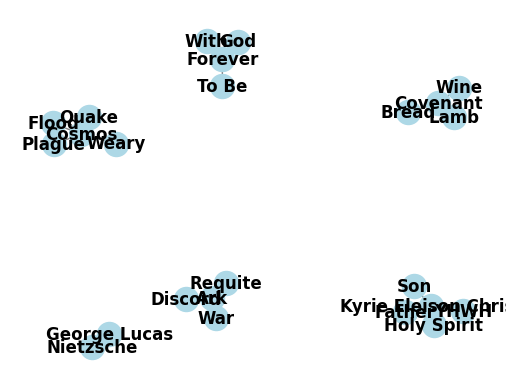 With
God
Forever
To Be
Wine
Covenant
Bread
Lamb
Flood
Quake
Cosmos
Plague
Weary
Requite
Discord
Ark
War
Son
Kyrie Eleison Chris
Father
YHWH
Holy Spirit
George Lucas
Nietzsche